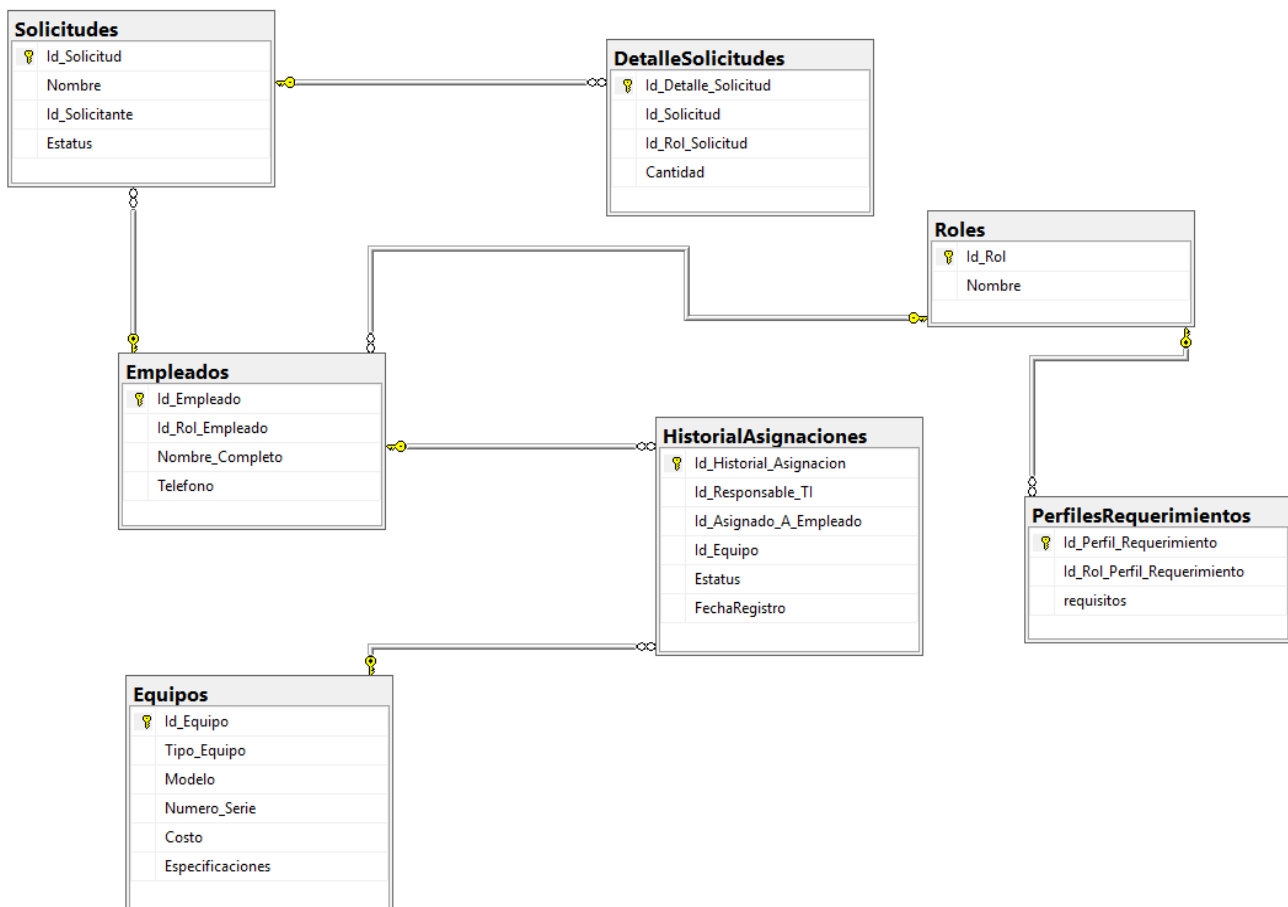 Solicitudes
Id_Solicitud
Nombre
Id_Solicitante
Estatus
DetalleSolicitudes
Id_Detalle_Solicitud
Id_Solicitud
Id_Rol_Solicitud
Cantidad
Roles
Id_Rol
Nombre
Empleados
Id_Empleado
Id_Rol_Empleado
Nombre_Completo
Telefono
HistorialAsignaciones
Id_Historial_Asignacion
Id_Responsable_TI
Id_Asignado_A_Empleado
Id_Equipo
Estatus
FechaRegistro
PerfilesRequerimientos
Id_Perfil_Requerimiento
Id_Rol_Perfil_Requerimiento
requisitos
Equipos
Id_Equipo
Tipo_Equipo
Modelo
Numero_Serie
Costo
Especificaciones